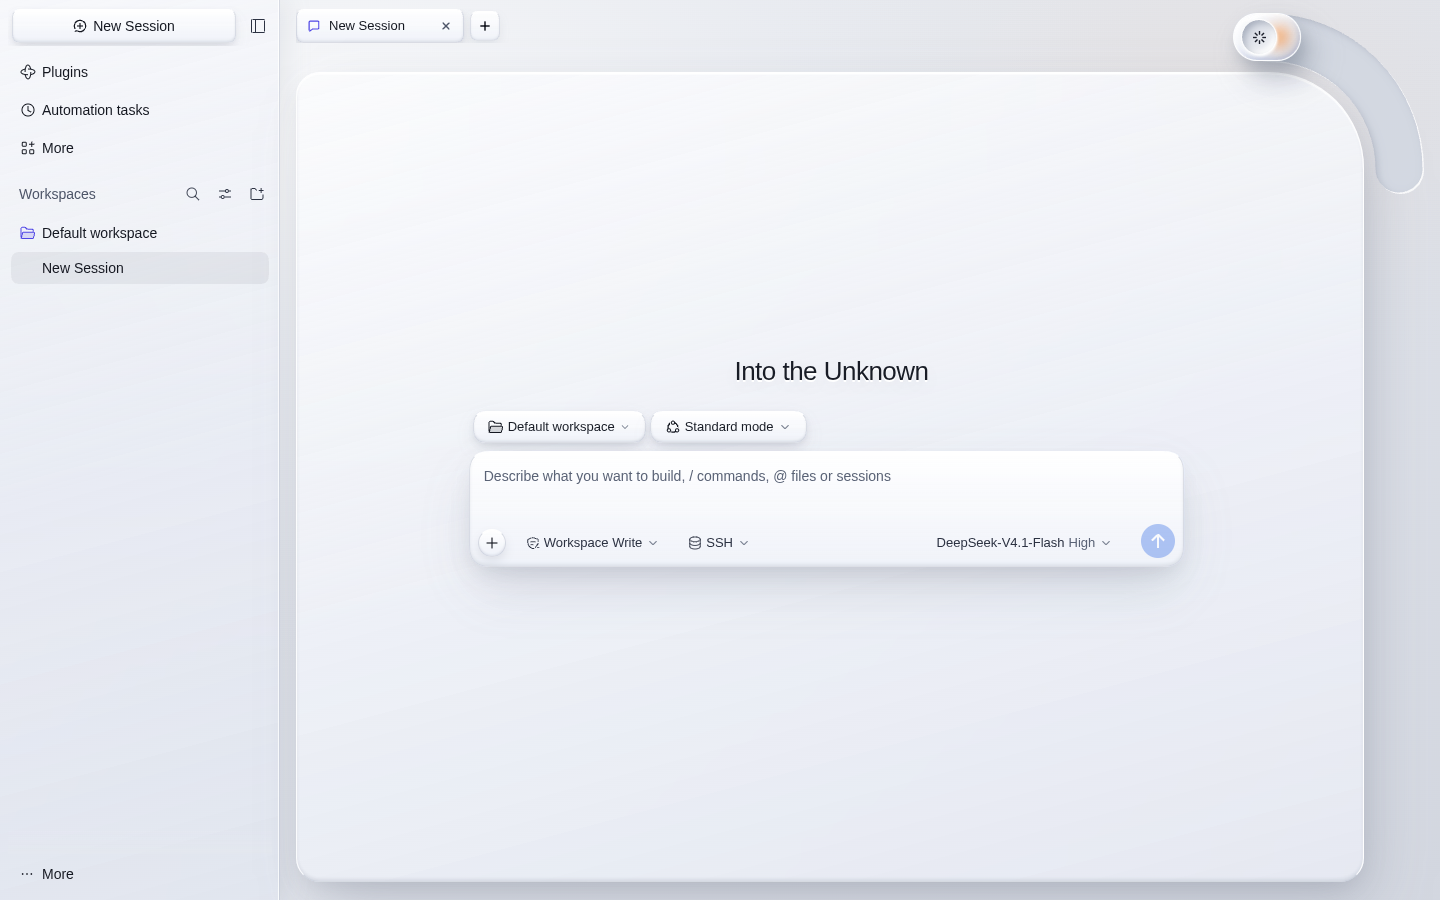 New Session
Plugins
Automation tasks
More
Workspaces
Default workspace
New Session
More
New Session
Into the Unknown
Default workspace
Standard mode
Describe what you want to build, / commands, @ files or sessions
Workspace Write
SSH
DeepSeek-V4.1-Flash High